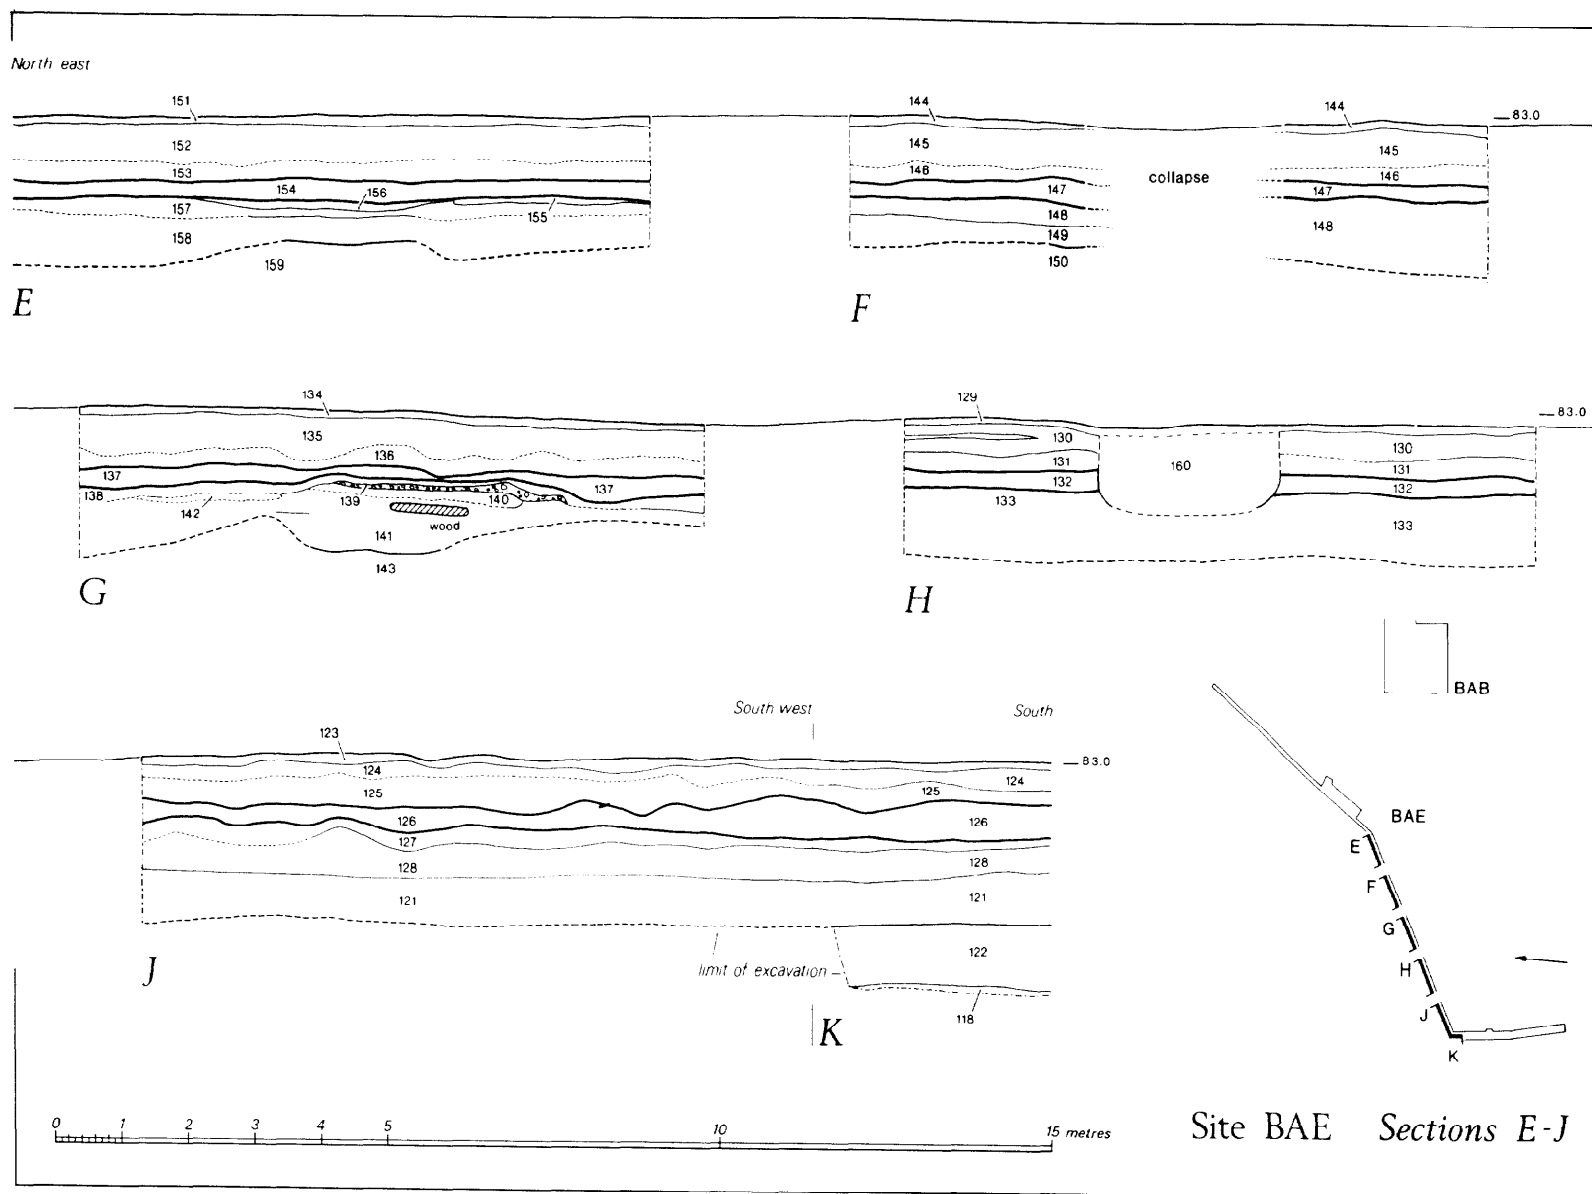 North east
151
152
153
154
156
157
155
158
159
E
144
144
83.0
145
145
146
146
147
147
collapse
148
148
149
150
F
134
135
136
137
137
138
139
140
142
wood
141
143
G
129
83.0
130
130
160
131
131
132
132
133
133
H
BAB
BAE
E
F
G
H
J
K
South west
South
123
83.0
124
124
125
125
126
126
127
128
128
121
121
122
limit of excavation
118
J
K
0 1 2 3 4 5 10 15 metres
Site BAE Sections E-J